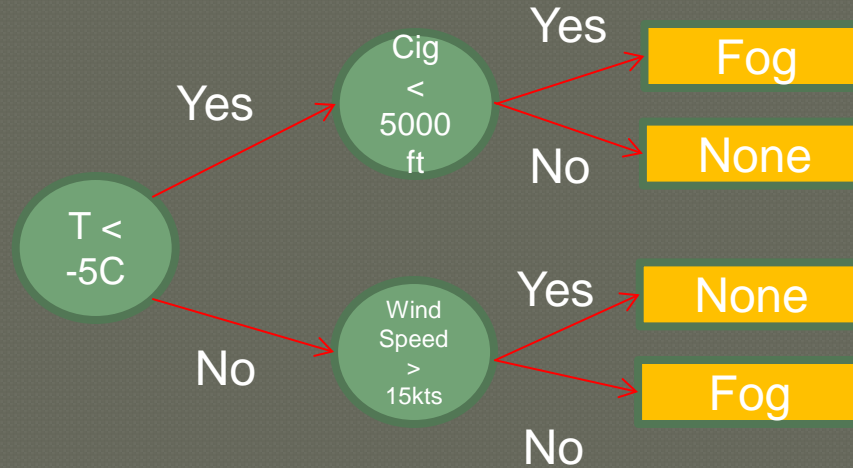 Yes
Cig
<
5000
ft
Fog
Yes
No
None
T <
-5C
Yes
None
Wind
Speed
>
15kts
No
Fog
No